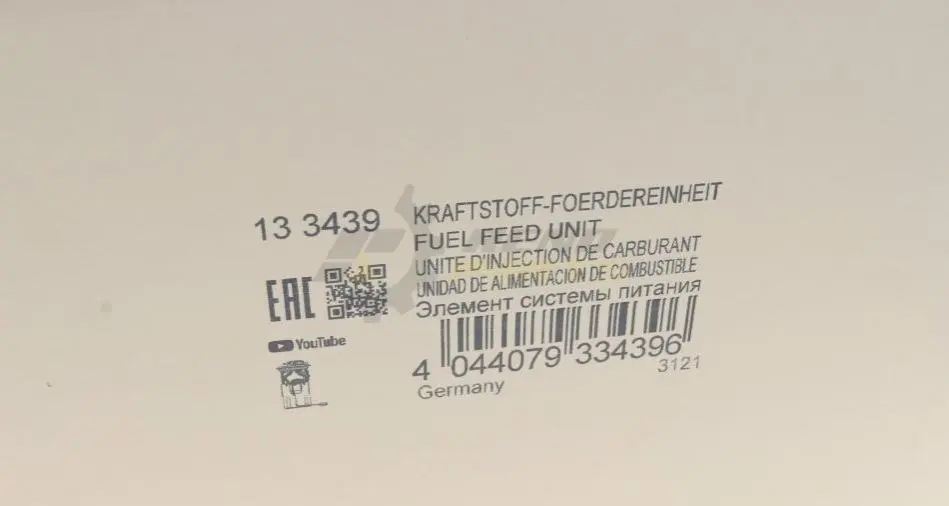 13 3439
KRAFTSTOFF-FOERDEREINHEIT
FUEL FEED UNIT
UNITE D'INJECTION DE CARBURANT
UNIDAD DE ALIMENTACION DE COMBUSTIBLE
Элемент системы питания
EAC
YouTube
4 044079 334396
3121
Germany